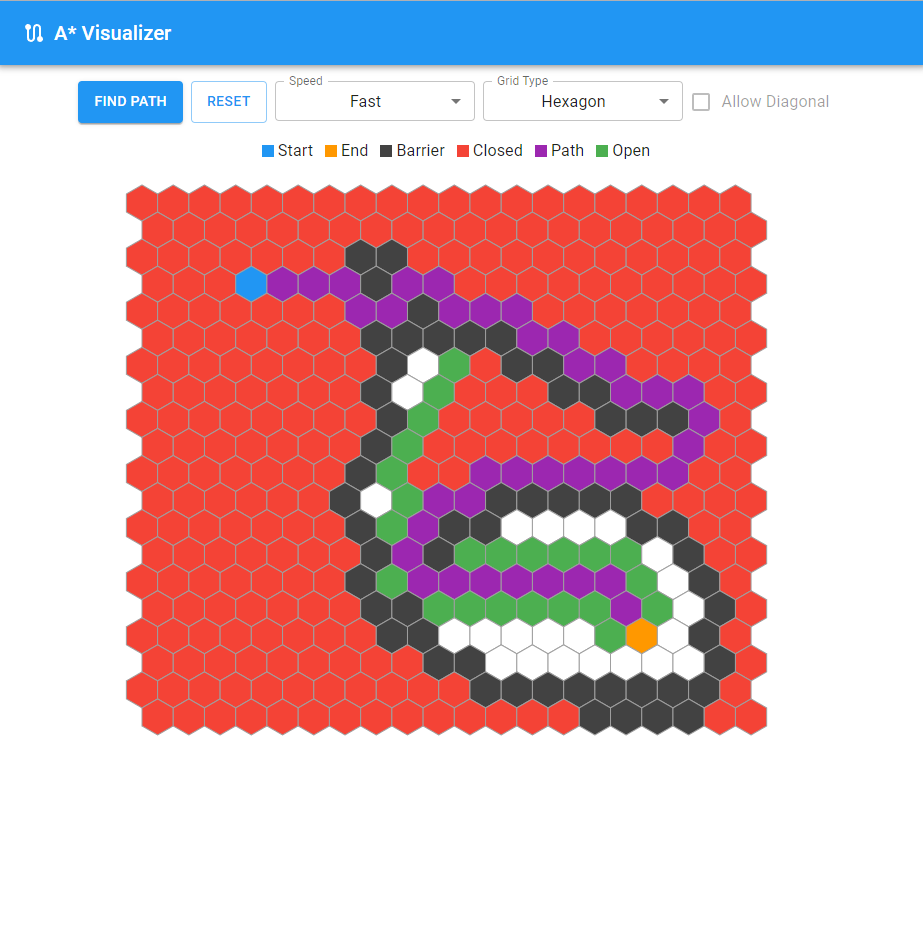 A* Visualizer
FIND PATH
RESET
Speed
Fast
Grid Type
Hexagon
Allow Diagonal
Start
End
Barrier
Closed
Path
Open